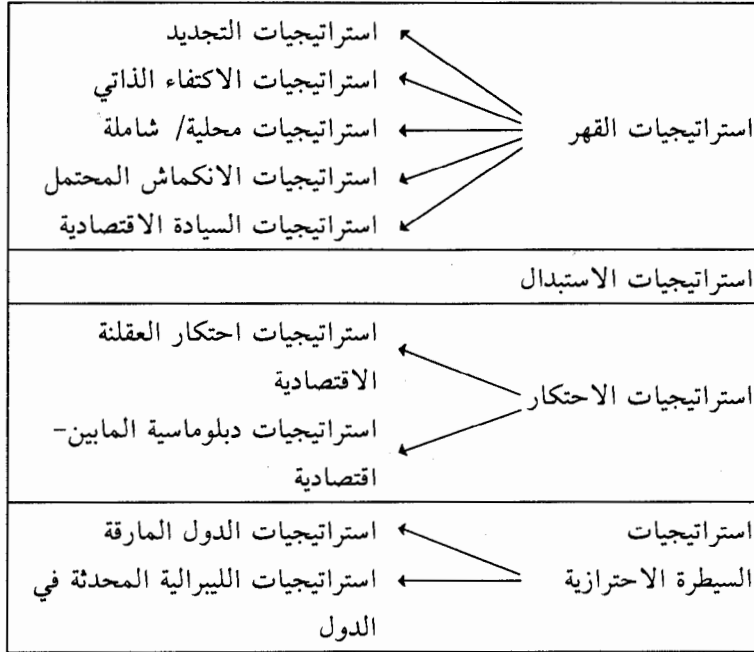 استراتيجيات التجديد
استراتيجيات الاكتفاء الذاتي
استراتيجيات القهر
استراتيجيات محلية/ شاملة
استراتيجيات الانكماش المحتمل
استراتيجيات السيادة الاقتصادية
استراتيجيات الاستبدال
استراتيجيات احتكار العقلنة
الاقتصادية
استراتيجيات الاحتكار
استراتيجيات دبلوماسية المابين-
اقتصادية
استراتيجيات
السيطرة الاحترازية
استراتيجيات الدول المارقة
استراتيجيات الليبرالية المحدثة في
الدول